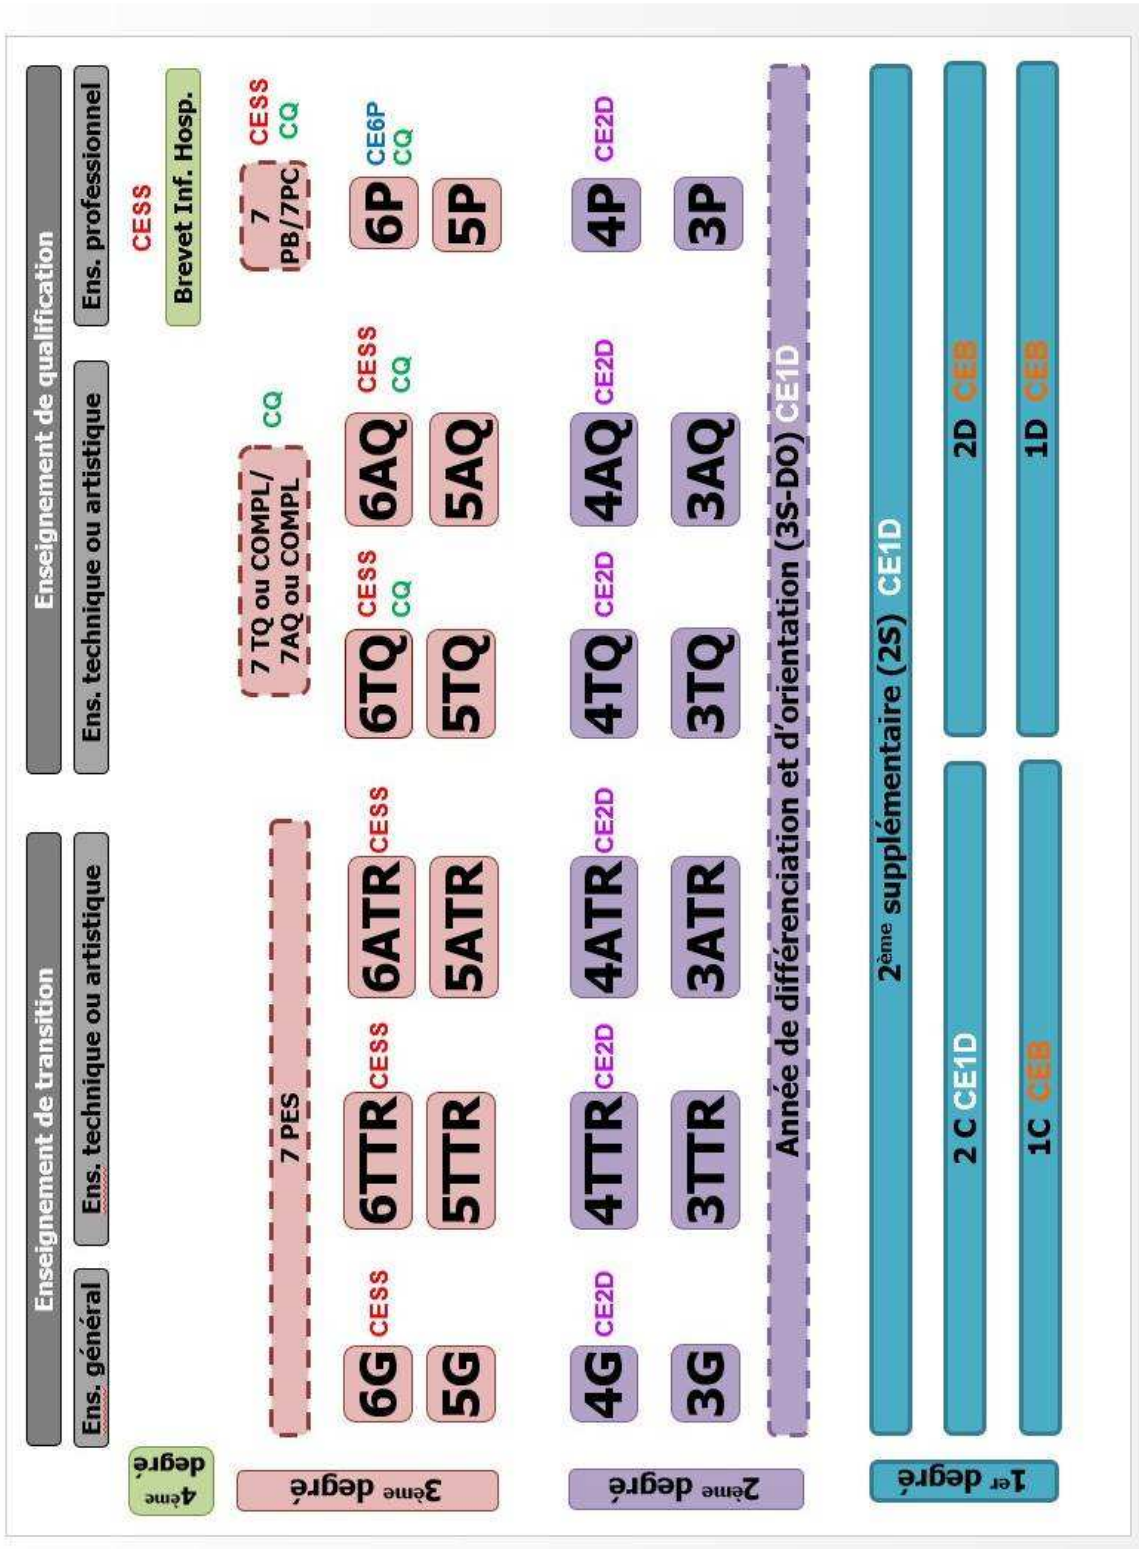 Enseignement de transition
Enseignement de qualification
Ens. général
Ens. technique ou artistique
Ens. technique ou artistique
Ens. professionnel
4ème
degré
CESS
Brevet Inf. Hosp.
3ème degré
7 PES
7 TQ ou COMPL/
7AQ ou COMPL
CQ
7
PB/7PC
CESS
CQ
6G CESS
6TTR CESS
6ATR CESS
6TQ
CESS
CQ
6AQ
CESS
CQ
6P
CE6P
CQ
5G
5TTR
5ATR
5TQ
5AQ
5P
2ème degré
4G CE2D
4TTR CE2D
4ATR CE2D
4TQ CE2D
4AQ CE2D
4P CE2D
3G
3TTR
3ATR
3TQ
3AQ
3P
Année de différenciation et d'orientation (3S-DO) CE1D
1er degré
2ème supplémentaire (2S) CE1D
2 C CE1D
2D CEB
1C CEB
1D CEB